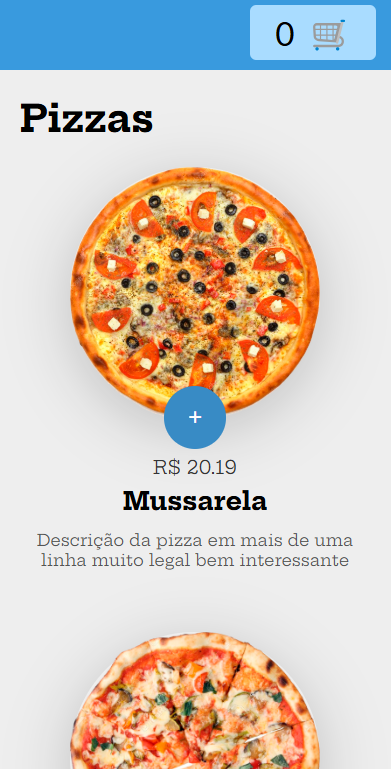 0
Pizzas
+
R$ 20.19
Mussarela
Descrição da pizza em mais de uma
linha muito legal bem interessante